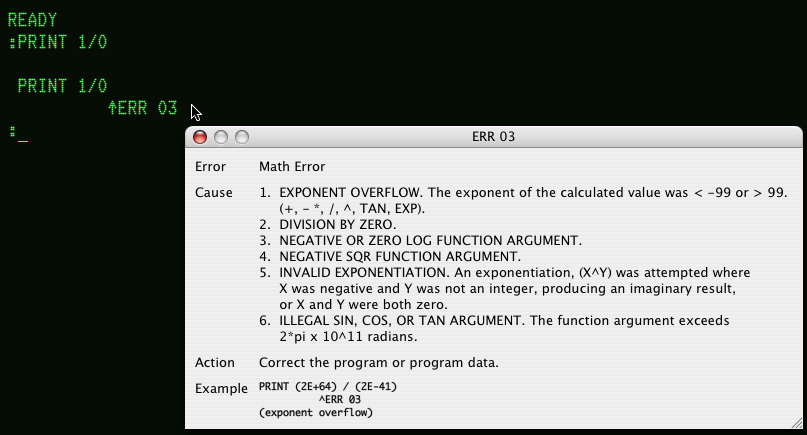 READY
:PRINT 1/0
PRINT 1/0
↑ERR 03
:_
ERR 03
Error Math Error
Cause 1. EXPONENT OVERFLOW. The exponent of the calculated value was < -99 or > 99.
(+, - *, /, ^, TAN, EXP).
2. DIVISION BY ZERO.
3. NEGATIVE OR ZERO LOG FUNCTION ARGUMENT.
4. NEGATIVE SQR FUNCTION ARGUMENT.
5. INVALID EXPONENTIATION. An exponentiation, (X^Y) was attempted where
X was negative and Y was not an integer, producing an imaginary result,
or X and Y were both zero.
6. ILLEGAL SIN, COS, OR TAN ARGUMENT. The function argument exceeds
2*pi x 10^11 radians.
Action Correct the program or program data.
Example PRINT (2E+64) / (2E-41)
^ERR 03
(exponent overflow)